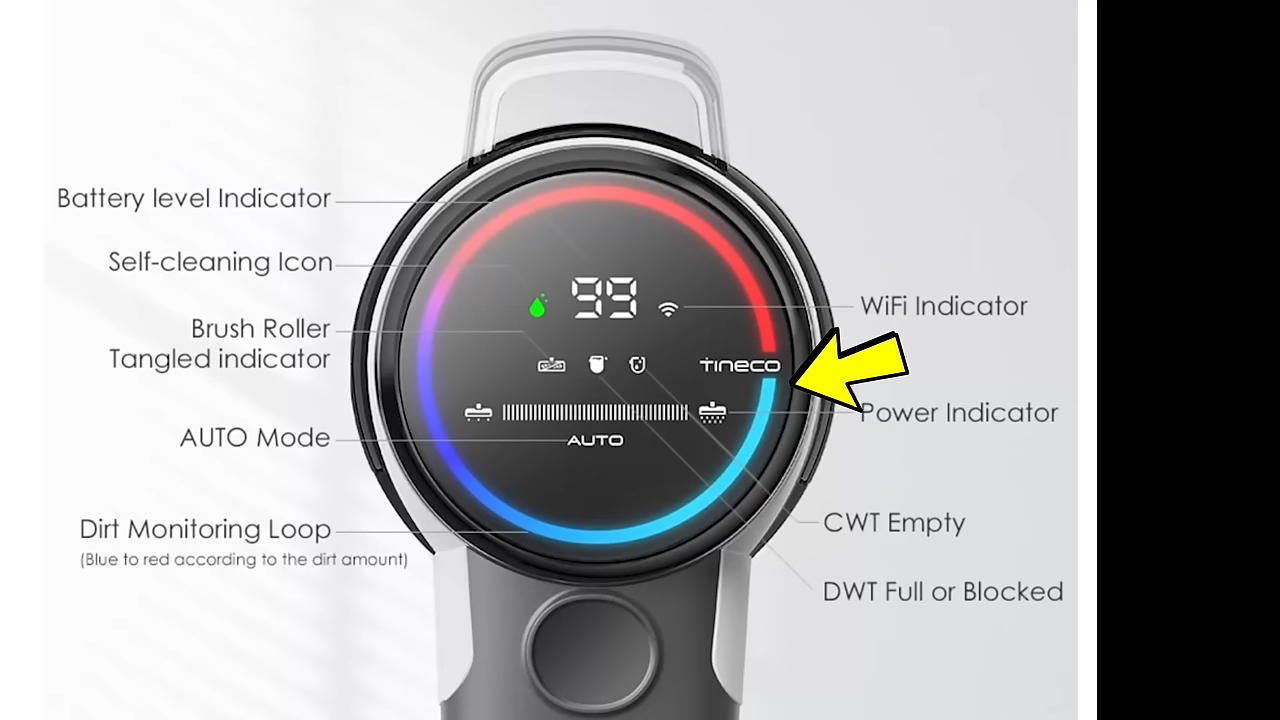 Battery level Indicator
Self-cleaning Icon
99
WiFi Indicator
Brush Roller
Tangled indicator
TINECO
Power Indicator
AUTO Mode
AUTO
Dirt Monitoring Loop
(Blue to red according to the dirt amount)
CWT Empty
DWT Full or Blocked